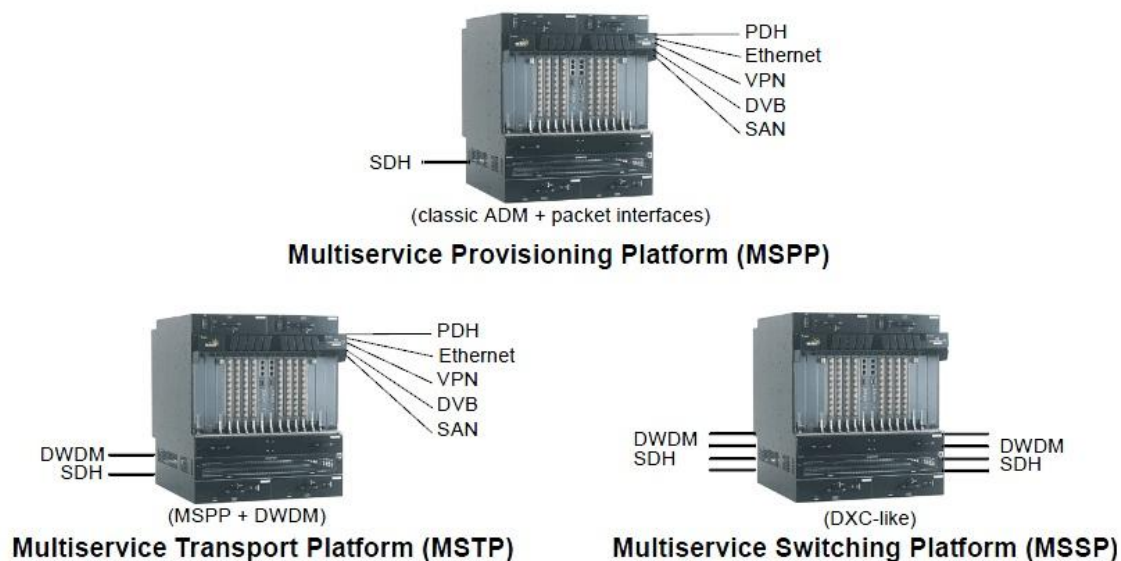 PDH
Ethernet
VPN
DVB
SAN
SDH
(classic ADM + packet interfaces)
Multiservice Provisioning Platform (MSPP)
PDH
Ethernet
VPN
DVB
SAN
DWDM
SDH
(MSPP + DWDM)
Multiservice Transport Platform (MSTP)
DWDM
SDH
DWDM
SDH
(DXC-like)
Multiservice Switching Platform (MSSP)